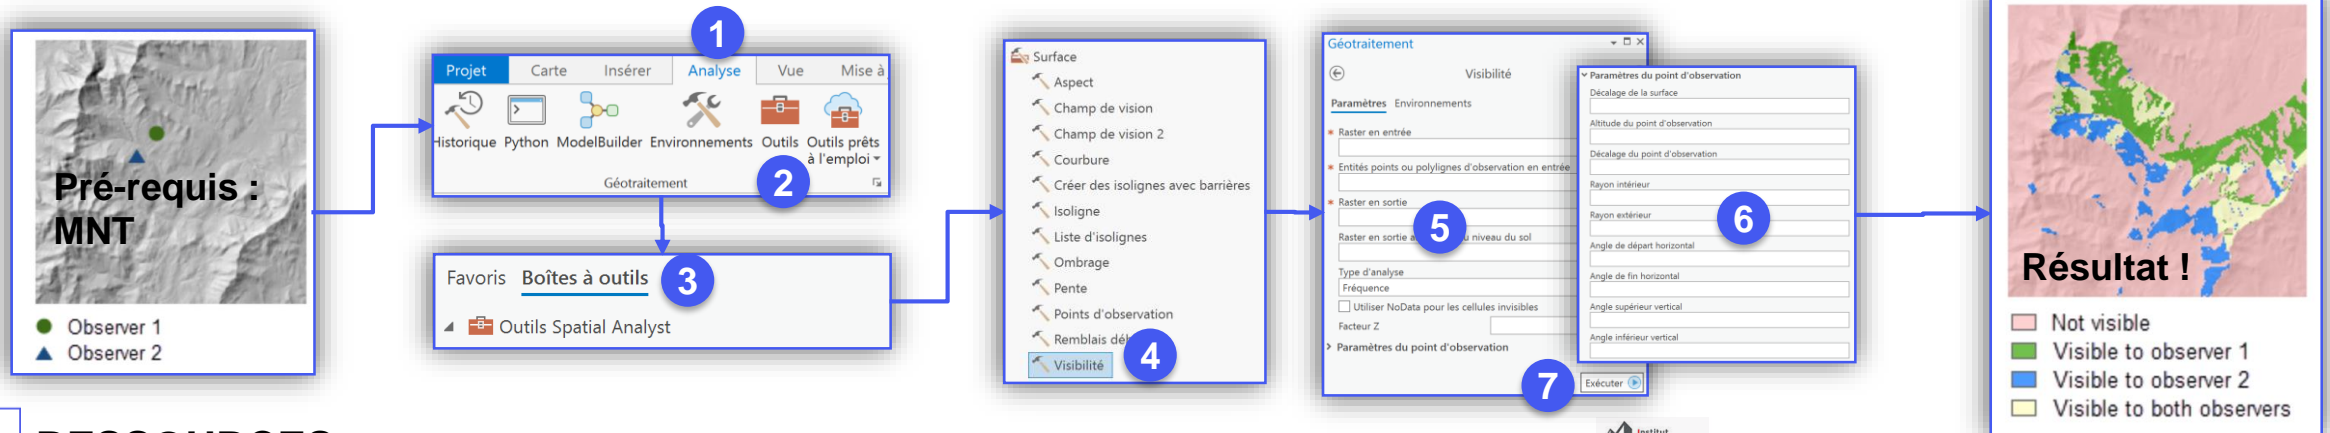 Pré-requis :
MNT
Observer 1
Observer 2
1
Projet Carte Insérer Analyse Vue Mise à
Historique Python ModelBuilder Environnements Outils Outils prêts
à l'emploi
2
Géotraitement
Favoris Boîtes à outils
3
Outils Spatial Analyst
Surface
Aspect
Champ de vision
Champ de vision 2
Courbure
Créer des isolignes avec barrières
Isoligne
Liste d'isolignes
Ombrage
Pente
Points d'observation
Remblais
4
Visibilité
Géotraitement
Visibilité
Paramètres Environnements
* Raster en entrée
* Entités points ou polylignes d'observation en entrée
* Raster en sortie
5
Raster en sortie niveau du sol
Type d'analyse
Fréquence
Utiliser NoData pour les cellules invisibles
Facteur Z
Paramètres du point d'observation
7
Exécuter
Paramètres du point d'observation
Décalage de la surface
Altitude du point d'observation
Décalage du point d'observation
Rayon intérieur
Rayon extérieur
6
Angle de départ horizontal
Angle de fin horizontal
Angle supérieur vertical
Angle inférieur vertical
Résultat !
Not visible
Visible to observer 1
Visible to observer 2
Visible to both observers
RESSOURCES
Institut